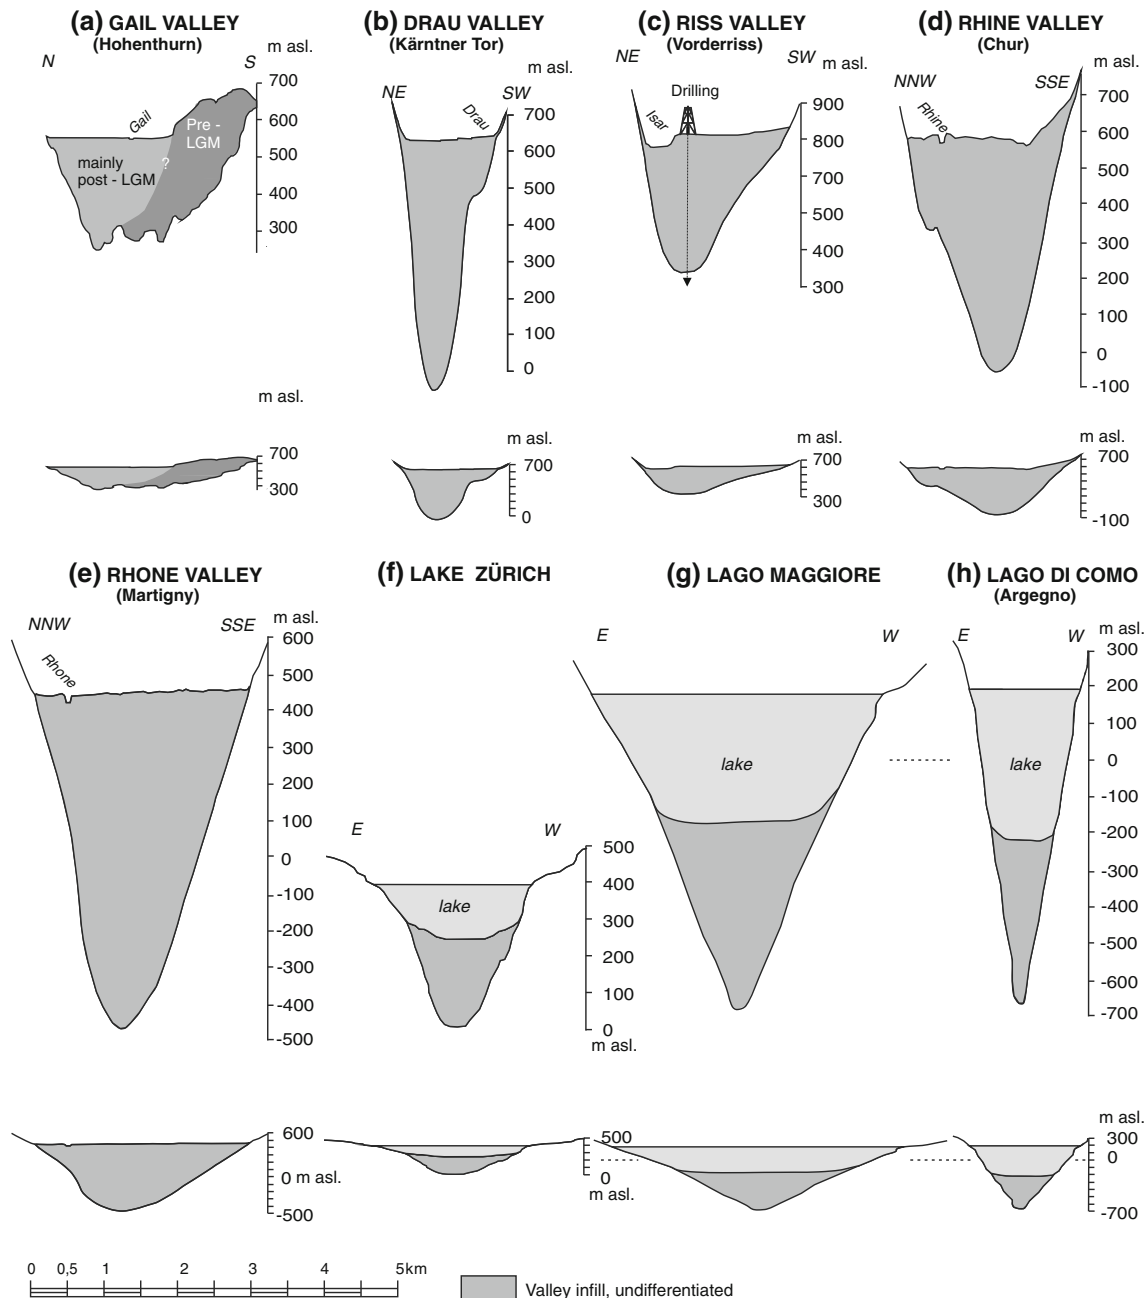 (a) GAIL VALLEY
(Hohenthurn)
N
S
m asl.
700
600
500
400
300
Gail
Pre -
LGM
?
mainly
post - LGM
m asl.
700
300
(b) DRAU VALLEY
(Kärntner Tor)
NE
SW
m asl.
Drau
700
600
500
400
300
200
100
0
m asl.
700
0
(c) RISS VALLEY
(Vorderriss)
NE
SW
m asl.
Drilling
Isar
900
800
700
500
400
300
m asl.
700
300
(d) RHINE VALLEY
(Chur)
NNW
SSE
m asl.
Rhine
700
600
500
400
300
200
100
0
-100
m asl.
700
-100
(e) RHONE VALLEY
(Martigny)
NNW
SSE
m asl.
Rhone
600
500
400
300
200
100
0
-100
-200
-300
-400
-500
600
0 m asl.
-500
(f) LAKE ZÜRICH
E
W
lake
500
400
300
200
100
0
m asl.
500
0
m asl.
(g) LAGO MAGGIORE
E
W
lake
(h) LAGO DI COMO
(Argegno)
E
W
m asl.
lake
300
200
100
0
-100
-200
-300
-400
-500
-600
-700
m asl.
300
0
-700
0 0,5 1 2 3 4 5km
Valley infill, undifferentiated